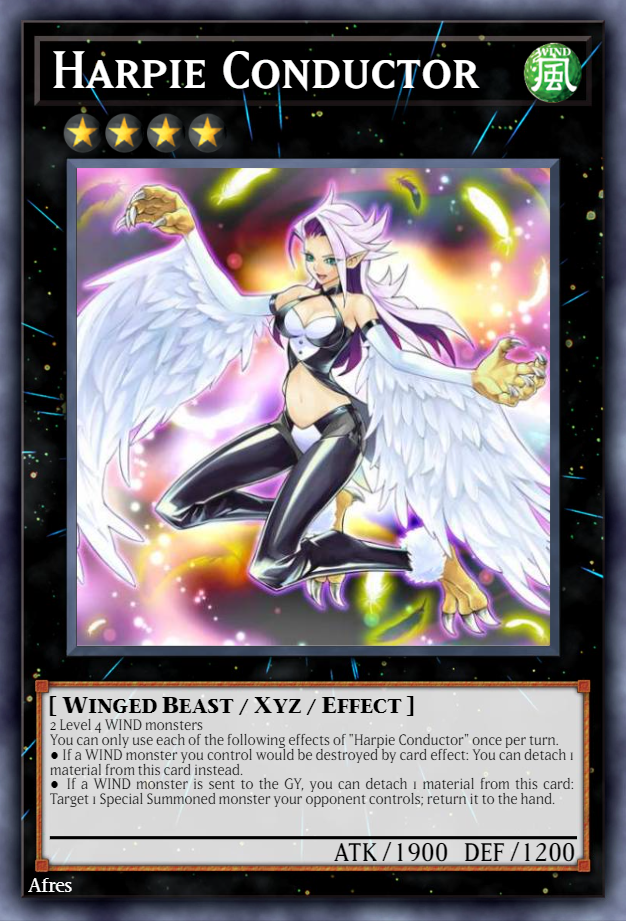 Harpie Conductor
WIND
風
[ Winged Beast / Xyz / Effect ]
2 Level 4 WIND monsters
You can only use each of the following effects of "Harpie Conductor" once per turn.
● If a WIND monster you control would be destroyed by card effect: You can detach 1
material from this card instead.
● If a WIND monster is sent to the GY, you can detach 1 material from this card:
Target 1 Special Summoned monster your opponent controls; return it to the hand.
ATK/1900 DEF/1200
Afres